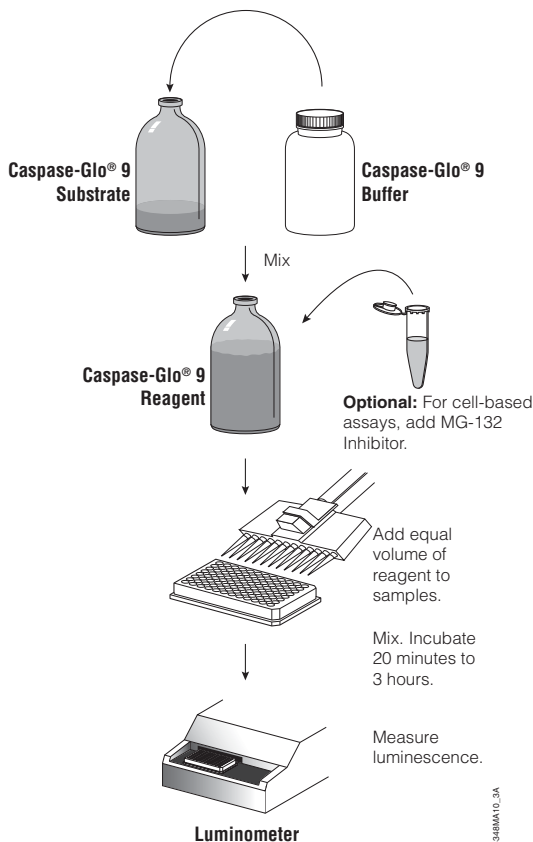 Caspase-Glo® 9
Substrate
Caspase-Glo® 9
Buffer
Mix
Caspase-Glo® 9
Reagent
Optional: For cell-based
assays, add MG-132
Inhibitor.
Add equal
volume of
reagent to
samples.
Mix. Incubate
20 minutes to
3 hours.
Measure
luminescence.
Luminometer
348MA10_3A